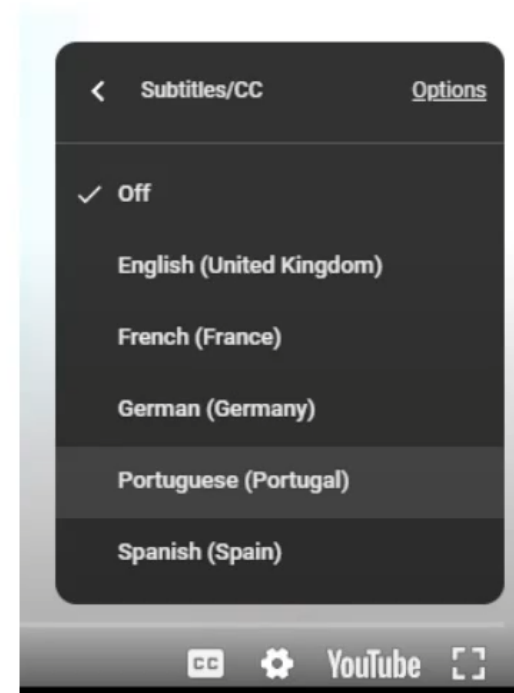 Subtitles/CC Options
Off
English (United Kingdom)
French (France)
German (Germany)
Portuguese (Portugal)
Spanish (Spain)
CC YouTube